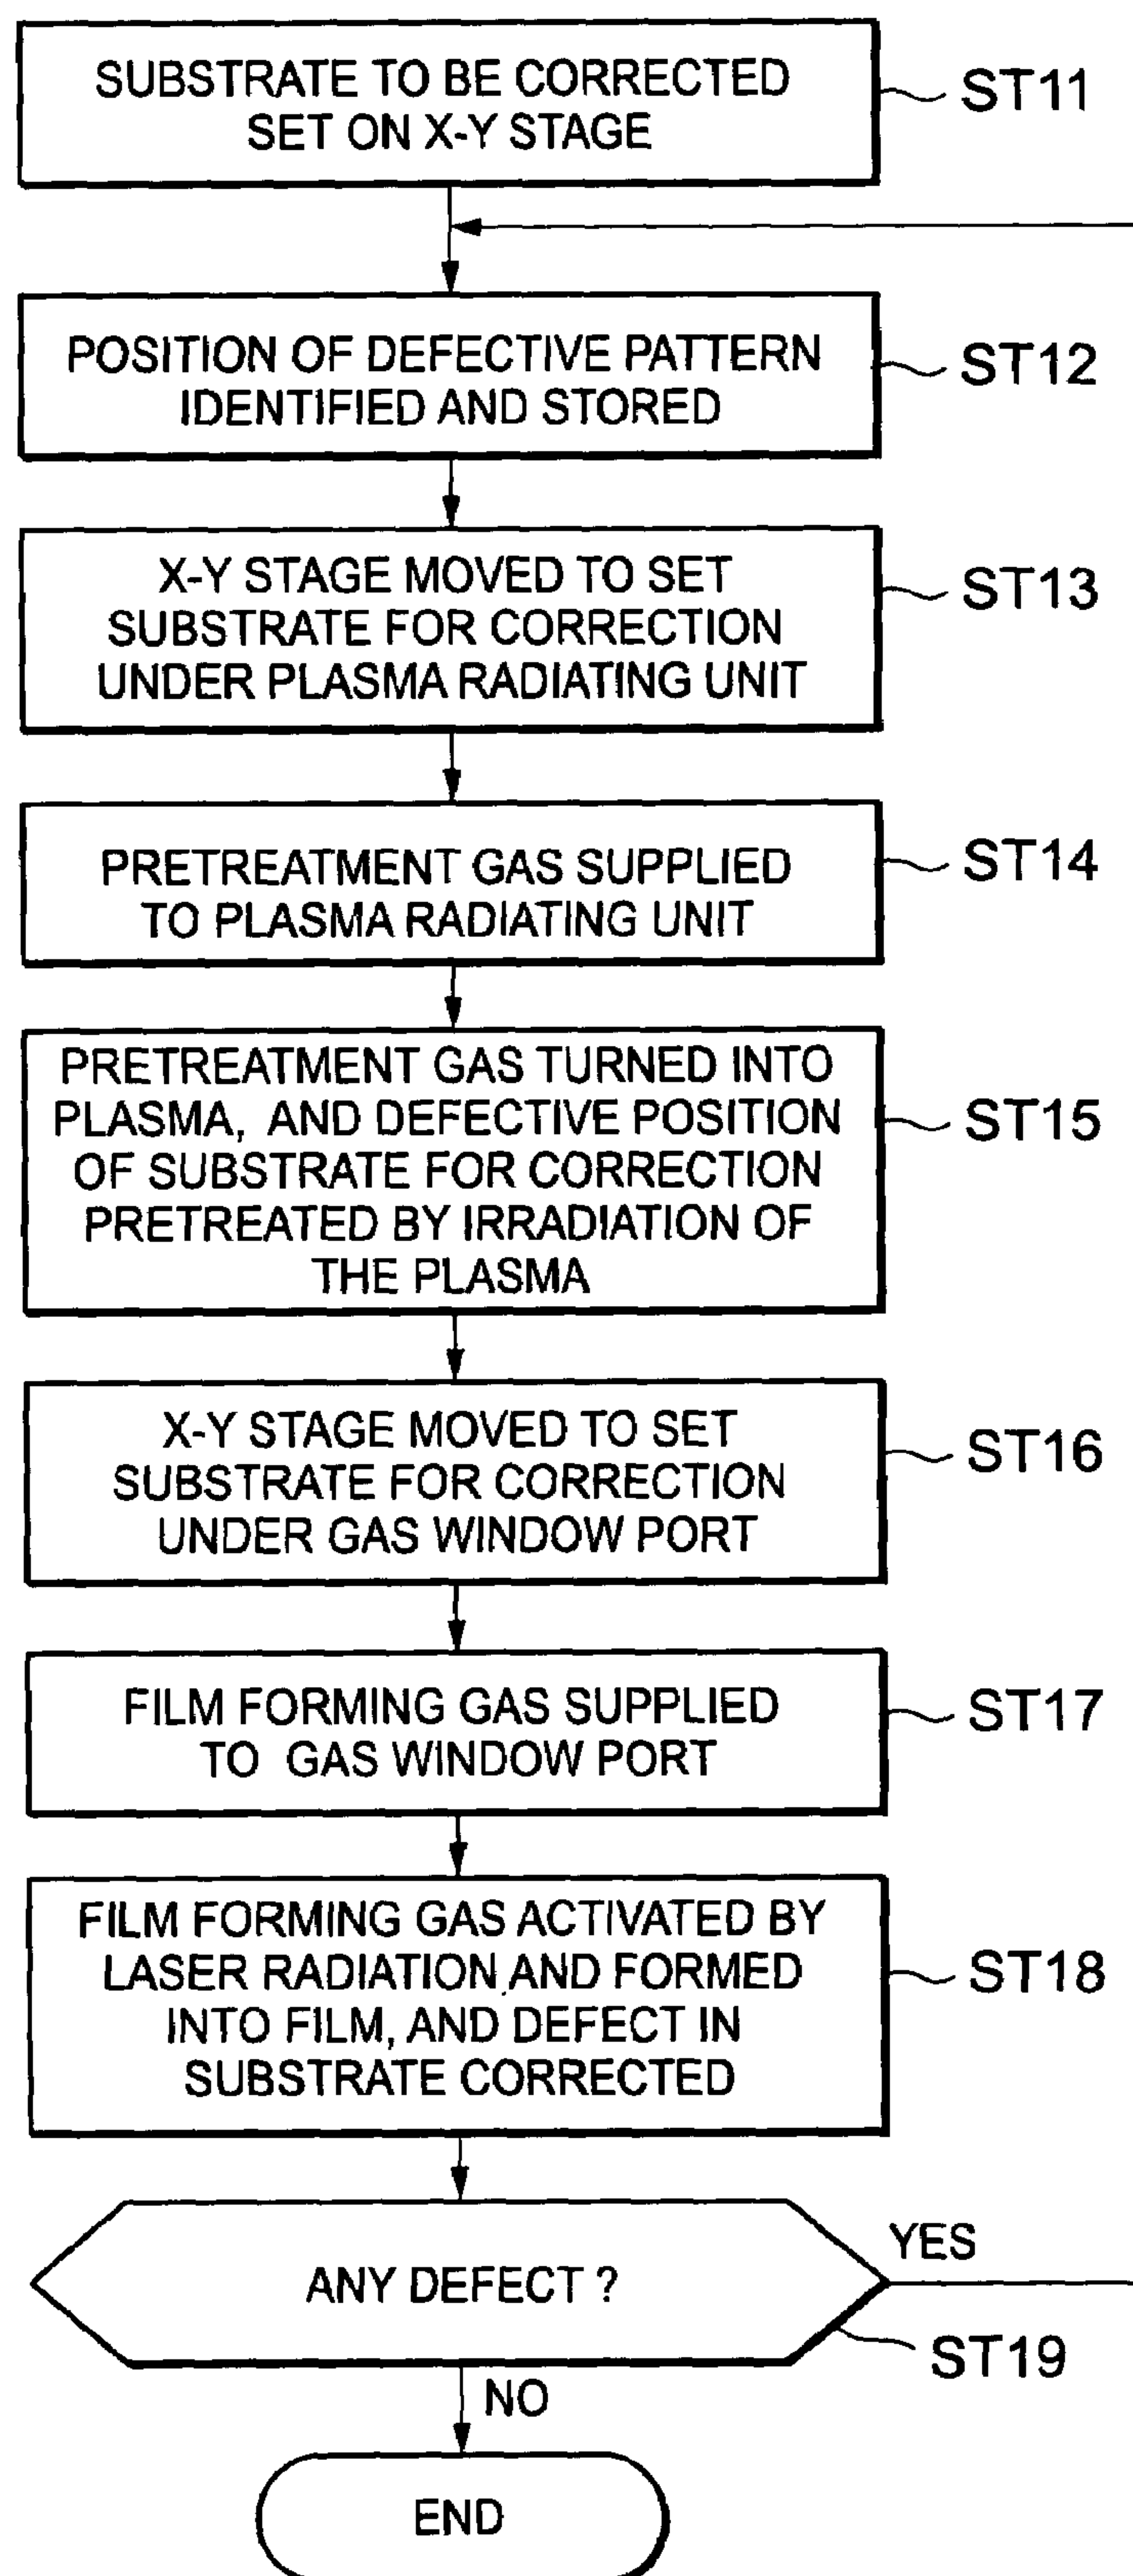 SUBSTRATE TO BE CORRECTED
SET ON X-Y STAGE
ST11
POSITION OF DEFECTIVE PATTERN
IDENTIFIED AND STORED
ST12
X-Y STAGE MOVED TO SET
SUBSTRATE FOR CORRECTION
UNDER PLASMA RADIATING UNIT
ST13
PRETREATMENT GAS SUPPLIED
TO PLASMA RADIATING UNIT
ST14
PRETREATMENT GAS TURNED INTO
PLASMA, AND DEFECTIVE POSITION
OF SUBSTRATE FOR CORRECTION
PRETREATED BY IRRADIATION OF
THE PLASMA
ST15
X-Y STAGE MOVED TO SET
SUBSTRATE FOR CORRECTION
UNDER GAS WINDOW PORT
ST16
FILM FORMING GAS SUPPLIED
TO GAS WINDOW PORT
ST17
FILM FORMING GAS ACTIVATED BY
LASER RADIATION AND FORMED
INTO FILM, AND DEFECT IN
SUBSTRATE CORRECTED
ST18
YES
ANY DEFECT ?
ST19
NO
END